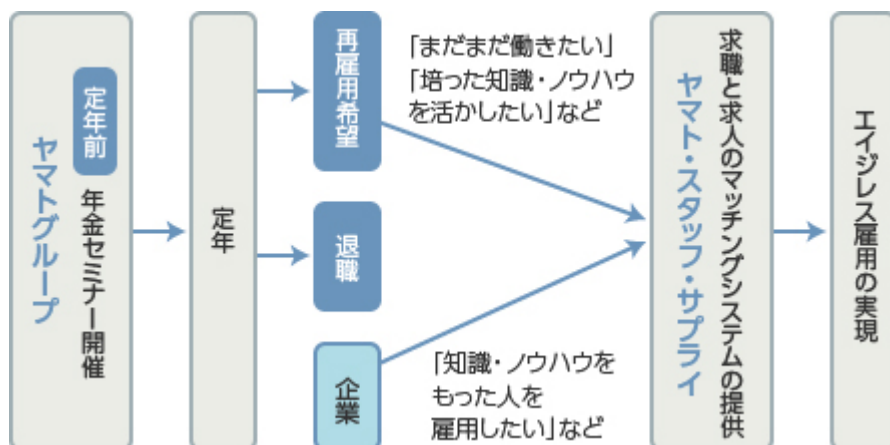 ヤマトグループ
定年前
年金セミナー開催
定年
再雇用希望
「まだまだ働きたい」
「培った知識・ノウハウ
を活かしたい」など
退職
企業
「知識・ノウハウを
もった人を
雇用したい」など
求職と求人のマッチングシステムの提供
ヤマト・スタッフ・サプライ
エイジレス雇用の実現